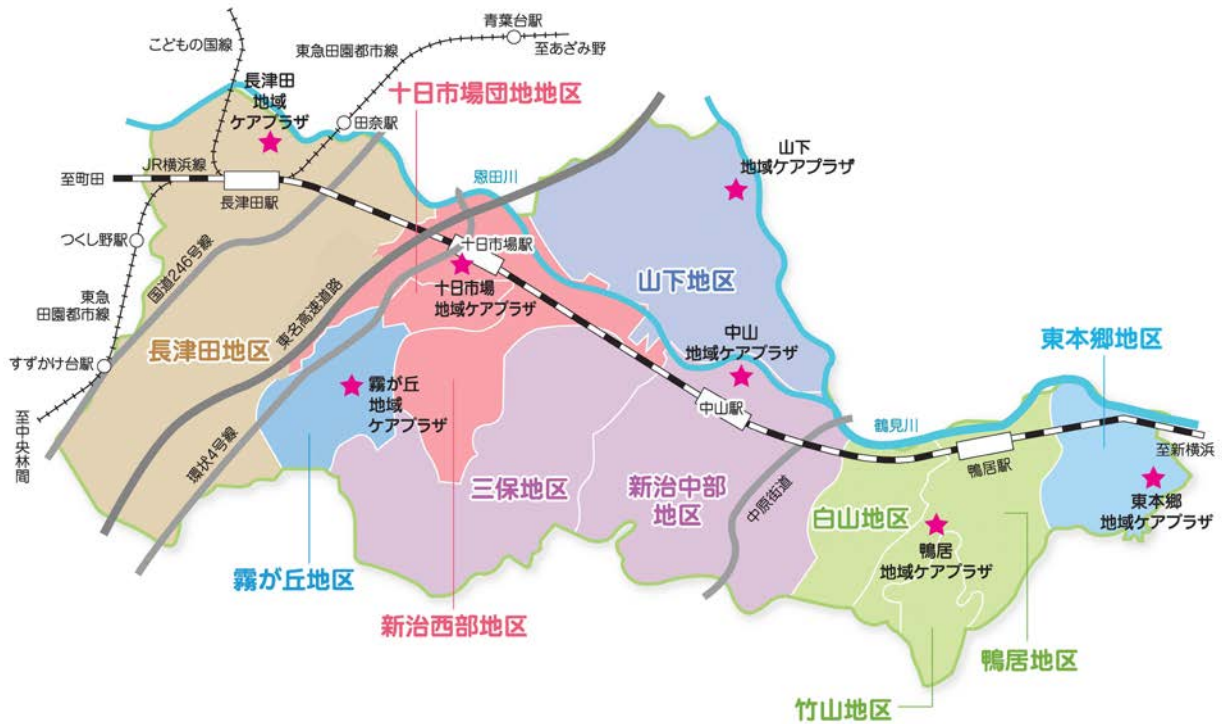 青葉台駅
こどもの国線
東急田園都市線
至あざみ野
長津田
地域
ケアプラザ
十日市場団地地区
田奈駅
山下
地域ケアプラザ
JR横浜線
至町田
恩田川
長津田駅
つくし野駅
国道246号線
十日市場駅
山下地区
十日市場
地域ケアプラザ
東急
田園都市線
東名高速道路
中山
地域ケアプラザ
東本郷地区
長津田地区
すずかけ台駅
霧が丘
地域
ケアプラザ
中山駅
至中央林間
鶴見川
至新横浜
環状4号線
鴨居駅
三保地区
新治中部
地区
中原街道
東本郷
地域ケアプラザ
白山地区
鴨居
地域ケアプラザ
霧が丘地区
新治西部地区
鴨居地区
竹山地区